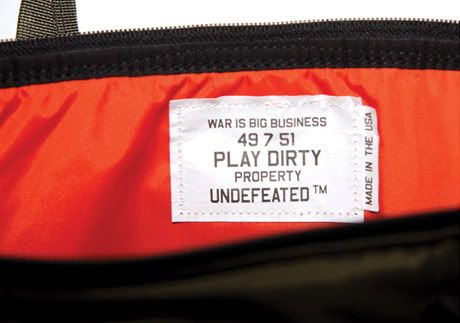 WAR IS BIG BUSINESS
49 7 51
PLAY DIRTY
PROPERTY
UNDEFEATED™
MADE IN THE USA